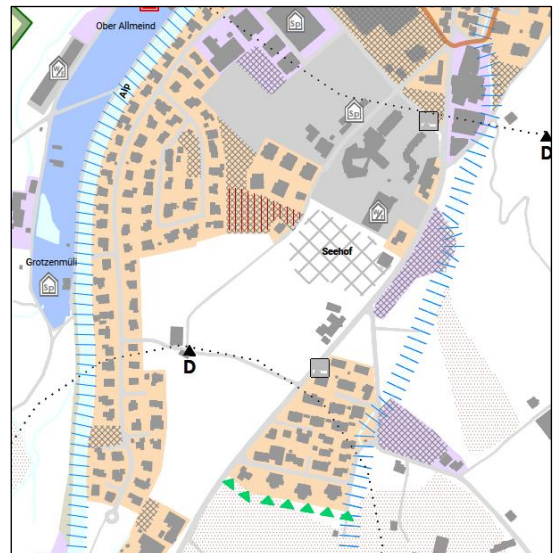 Ober Allmeind
Sp
W/F
Alp
Sp
D
W/F
Seehof
Grotzenmüli
Sp
D